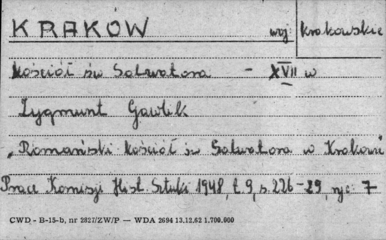 KRAKÓW woj. krakowskie
Kościół św Salwatora - XVII w
Zygmunt Gawlik
"Romański kościół św Salwatora w Krakowie
Prace Komisji Hist. Sztuki 1948, t. 9, s. 226-29, ryc. 7
CWD - B-15-b, nr 2827/ZW/P — WDA 2694 13.12.62 1.700.000